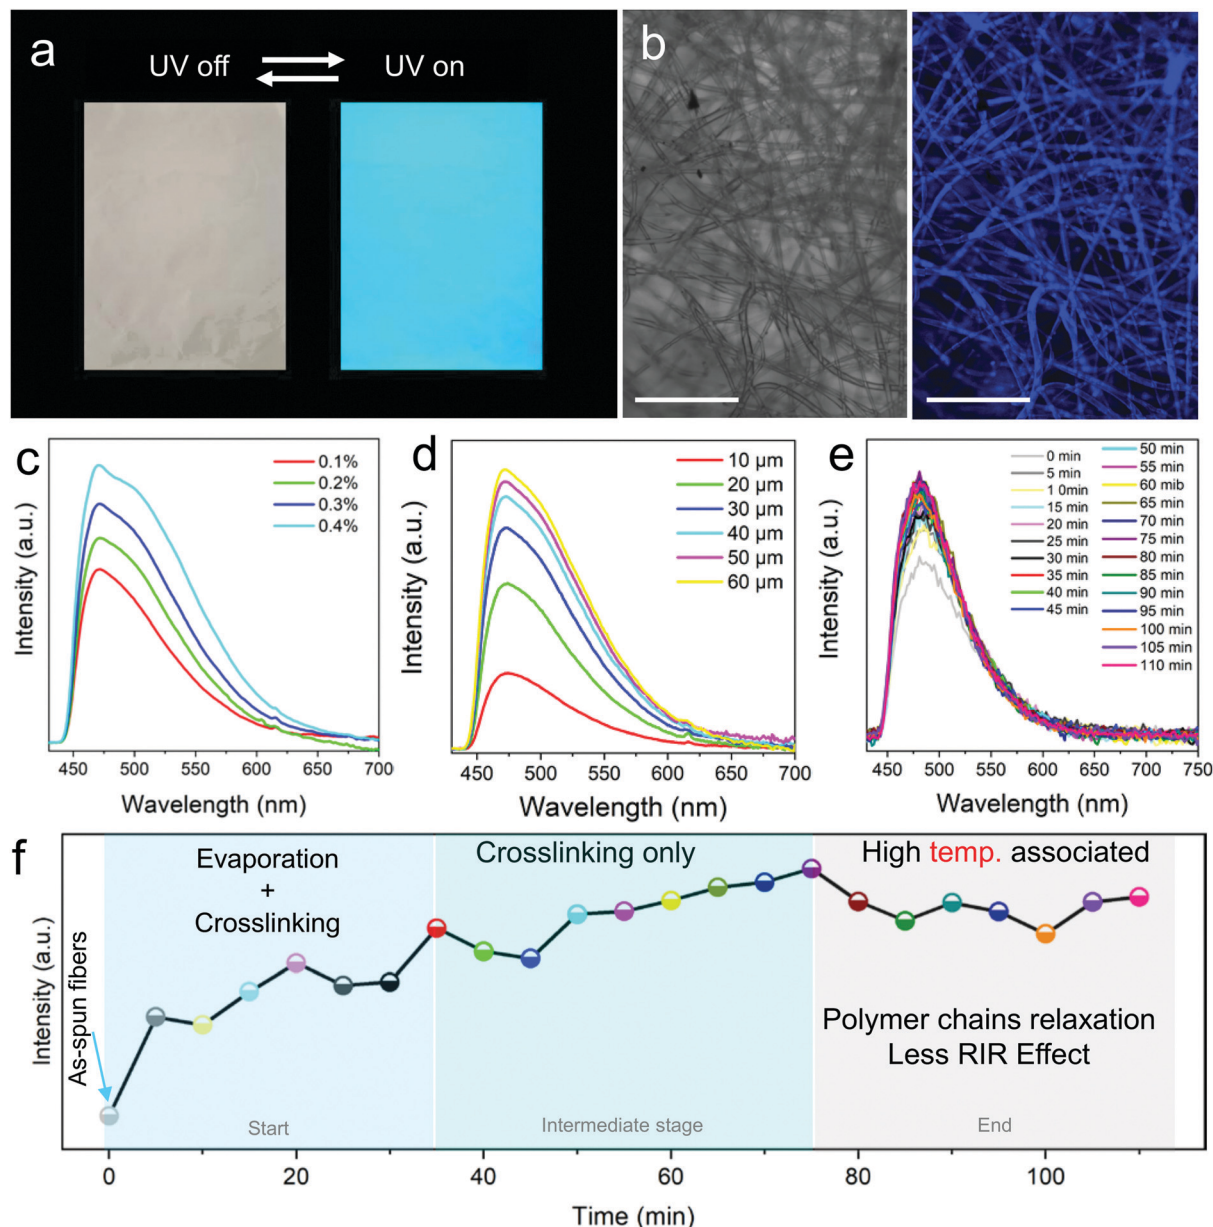 a
UV off
UV on
b
c
0.1%
0.2%
0.3%
0.4%
Intensity (a.u.)
450 500 550 600 650 700
Wavelength (nm)
d
10 µm
20 µm
30 µm
40 µm
50 µm
60 µm
Intensity (a.u.)
450 500 550 600 650 700
Wavelength (nm)
e
0 min
5 min
1 0min
15 min
20 min
25 min
30 min
35 min
40 min
45 min
50 min
55 min
60 mib
65 min
70 min
75 min
80 min
85 min
90 min
95 min
100 min
105 min
110 min
Intensity (a.u.)
450 500 550 600 650 700 750
Wavelength (nm)
f
Evaporation
+
Crosslinking
Crosslinking only
High temp. associated
Polymer chains relaxation
Less RIR Effect
As-spun fibers
Intensity (a.u.)
Start
Intermediate stage
End
0 20 40 60 80 100
Time (min)